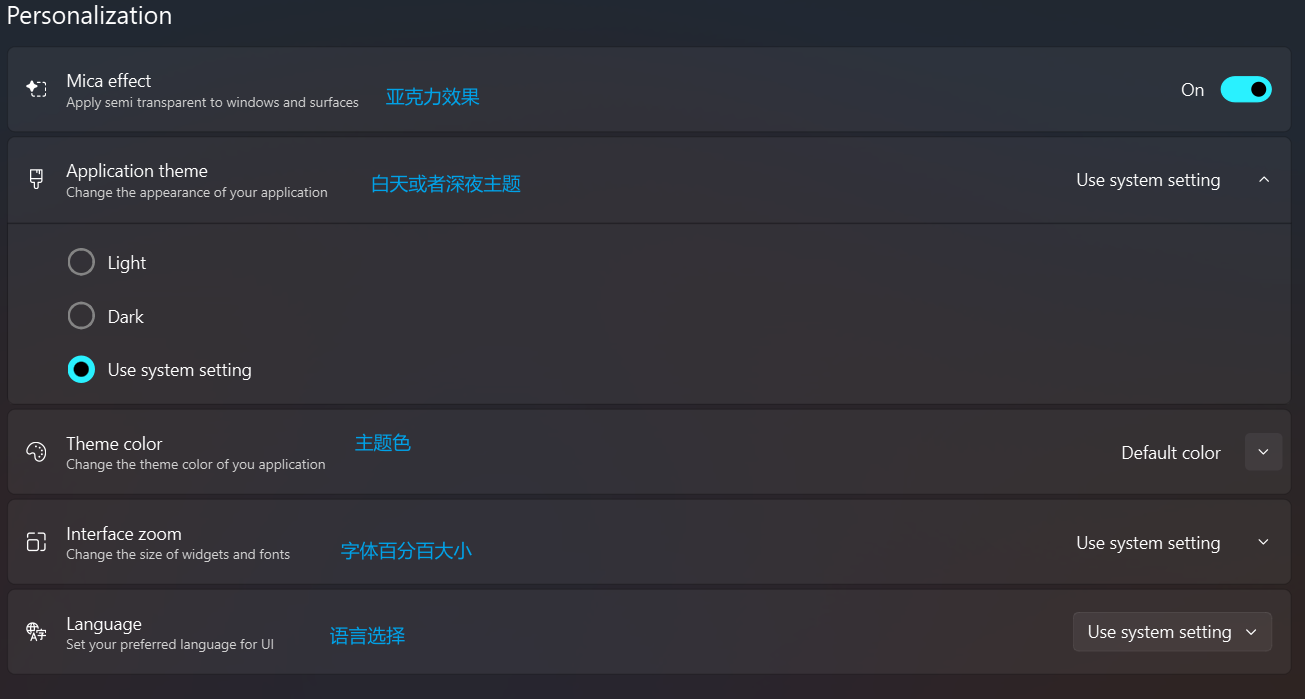 Personalization
Mica effect
Apply semi transparent to windows and surfaces
亚克力效果
On
Application theme
Change the appearance of your application
白天或者深夜主题
Use system setting
Light
Dark
Use system setting
Theme color
Change the theme color of you application
主题色
Default color
Interface zoom
Change the size of widgets and fonts
字体百分百大小
Use system setting
Language
Set your preferred language for UI
语言选择
Use system setting